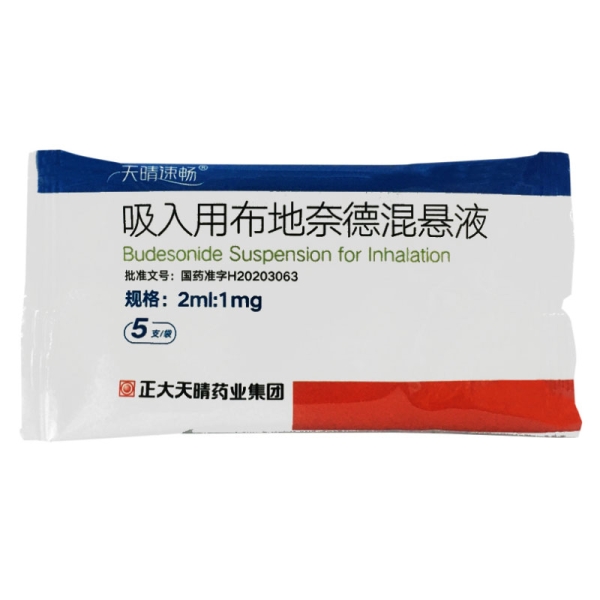 天晴速畅®
吸入用布地奈德混悬液
Budesonide Suspension for Inhalation
批准文号：国药准字H20203063
规格：2ml:1mg
5支/袋
正大天晴药业集团